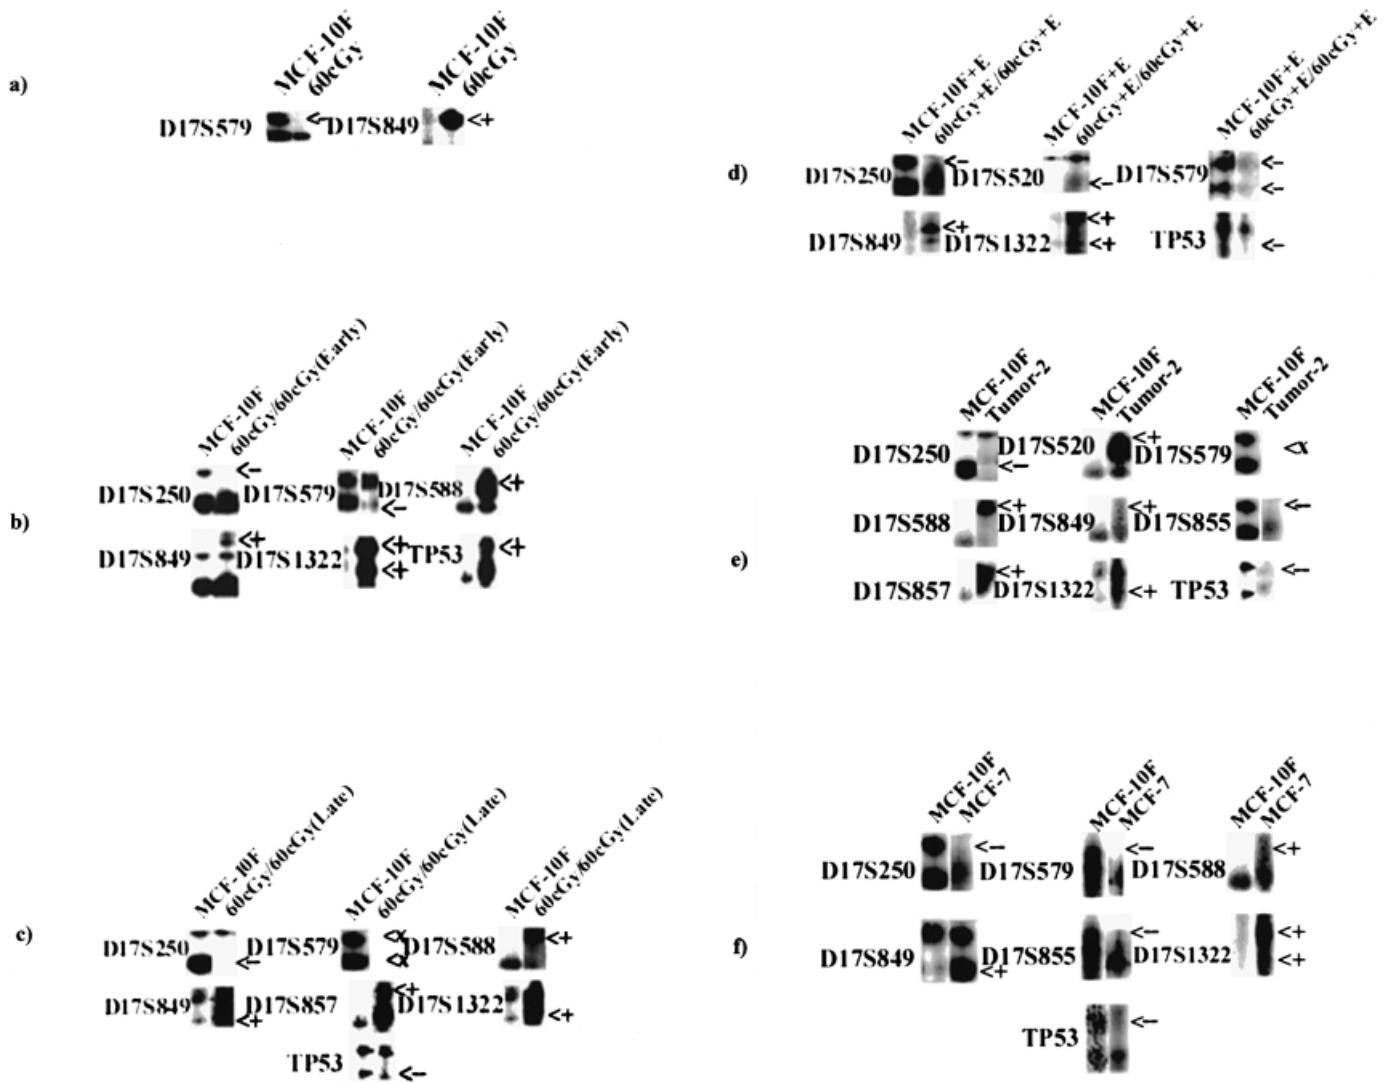 a)
MCF-10F
60cGy
MCF-10F
60cGy
D17S579 <- D17S849 <+
b)
MCF-10F
60cGy/60cGy(Early)
MCF-10F
60cGy/60cGy(Early)
MCF-10F
60cGy/60cGy(Early)
D17S250 <- D17S579 <- D17S588 <+
D17S849 <+ D17S1322 <+ <+ TP53 <+
c)
MCF-10F
60cGy/60cGy(Late)
MCF-10F
60cGy/60cGy(Late)
MCF-10F
60cGy/60cGy(Late)
D17S250 <- D17S579 <x <x D17S588 <+
D17S849 <+ D17S857 <+ D17S1322 <+
TP53 <-
d)
MCF-10F+E
60cGy+E/60cGy+E
MCF-10F+E
60cGy+E/60cGy+E
MCF-10F+E
60cGy+E/60cGy+E
D17S250 <- D17S520 <- D17S579 <- <-
D17S849 <+ D17S1322 <+ <+ TP53 <-
e)
MCF-10F
Tumor-2
MCF-10F
Tumor-2
MCF-10F
Tumor-2
D17S250 <- D17S520 <+ D17S579 <x
D17S588 <+ D17S849 <+ D17S855 <-
D17S857 <+ D17S1322 <+ TP53 <-
f)
MCF-10F
MCF-7
MCF-10F
MCF-7
MCF-10F
MCF-7
D17S250 <- D17S579 <- D17S588 <+
D17S849 <+ D17S855 <- D17S1322 <+ <+
TP53 <-